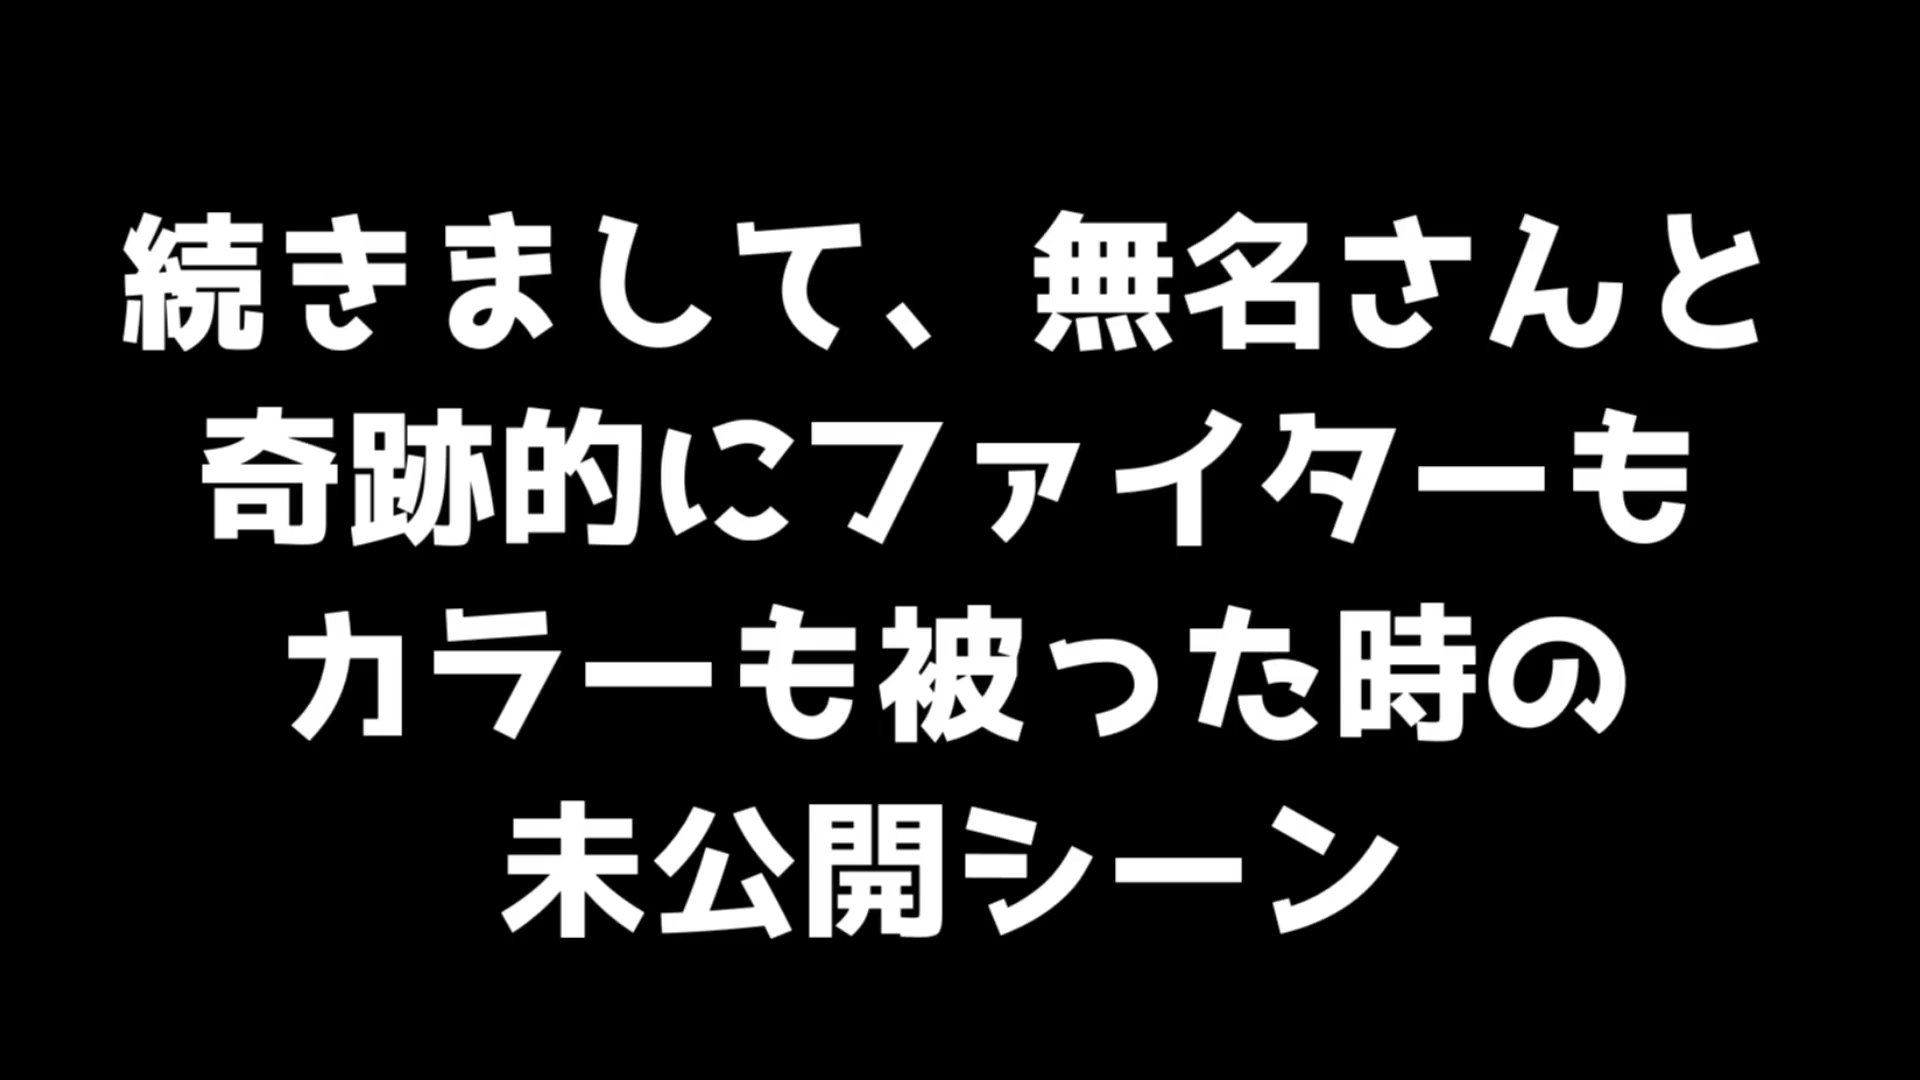 続きまして、無名さんと
奇跡的にファイターも
カラーも被った時の
未公開シーン